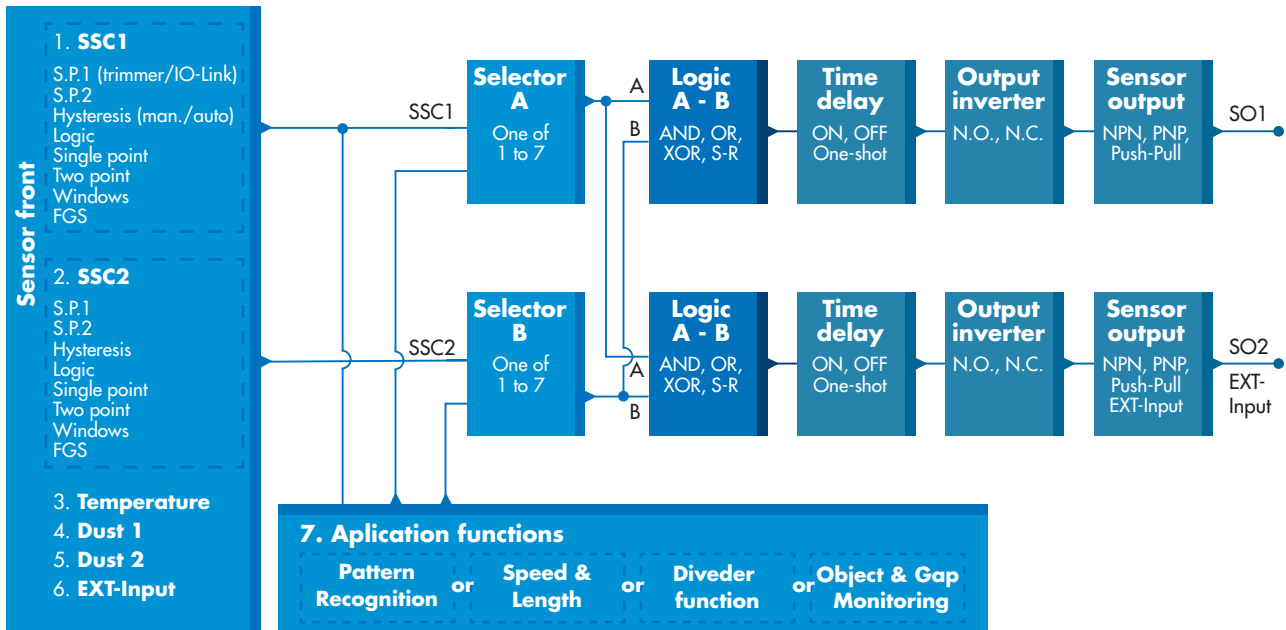 Sensor front
1. SSC1
S.P.1 (trimmer/IO-Link)
S.P.2
Hysteresis (man./auto)
Logic
Single point
Two point
Windows
FGS
2. SSC2
S.P.1
S.P.2
Hysteresis
Logic
Single point
Two point
Windows
FGS
3. Temperature
4. Dust 1
5. Dust 2
6. EXT-Input
SSC1
Selector
A
One of
1 to 7
A
B
Logic
A - B
AND, OR,
XOR, S-R
Time
delay
ON, OFF
One-shot
Output
inverter
N.O., N.C.
Sensor
output
NPN, PNP,
Push-Pull
SO1
SSC2
Selector
B
One of
1 to 7
A
B
Logic
A - B
AND, OR,
XOR, S-R
Time
delay
ON, OFF
One-shot
Output
inverter
N.O., N.C.
Sensor
output
NPN, PNP,
Push-Pull
EXT-Input
SO2
EXT-
Input
7. Aplication functions
Pattern
Recognition
or
Speed &
Length
or
Diveder
function
or
Object & Gap
Monitoring